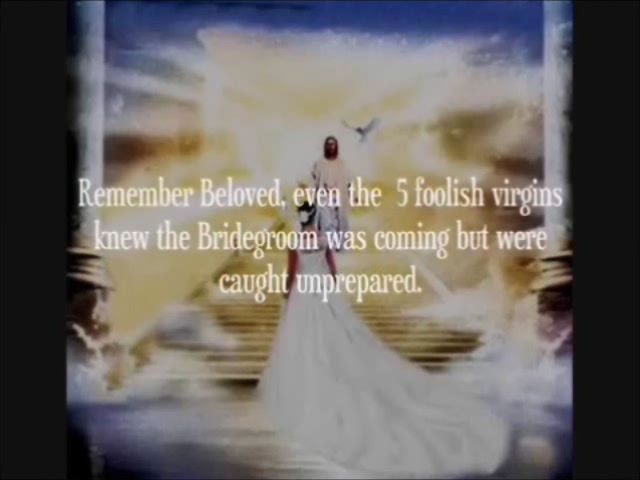 Remember Beloved, even the 5 foolish virgins
knew the Bridegroom was coming but were
caught unprepared.